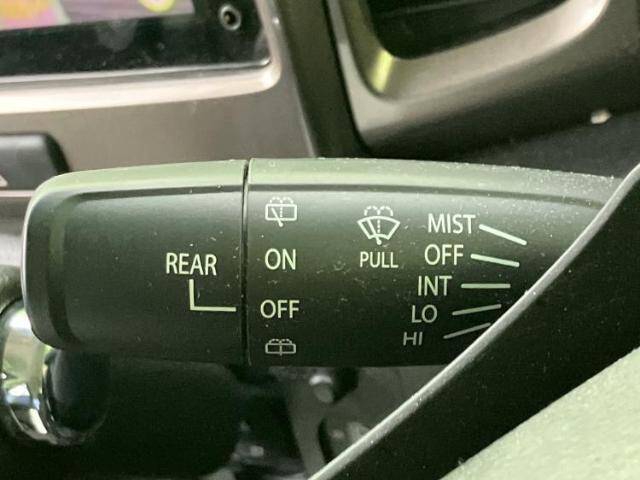 REAR
ON
OFF
PULL
MIST
OFF
INT
LO
HI